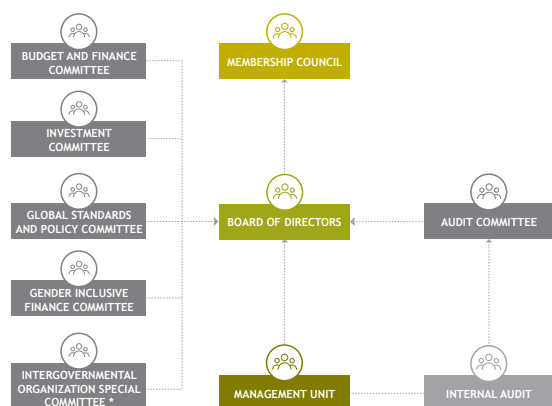 BUDGET AND FINANCE
COMMITTEE
MEMBERSHIP COUNCIL
INVESTMENT
COMMITTEE
GLOBAL STANDARDS
AND POLICY COMMITTEE
BOARD OF DIRECTORS
AUDIT COMMITTEE
GENDER INCLUSIVE
FINANCE COMMITTEE
INTERGOVERNMENTAL
ORGANIZATION SPECIAL
COMMITTEE *
MANAGEMENT UNIT
INTERNAL AUDIT